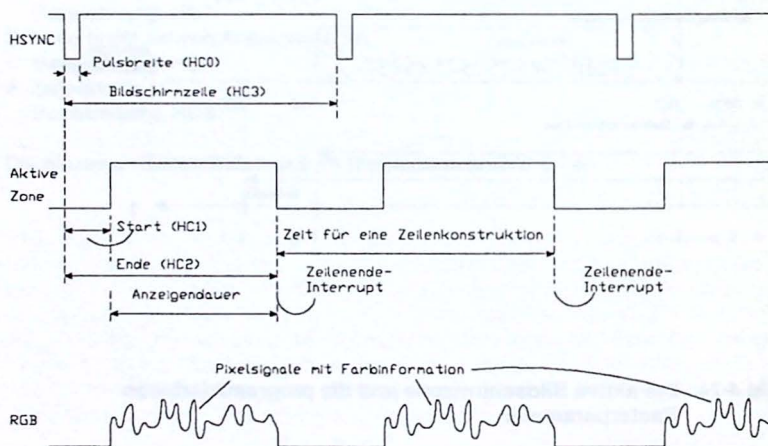 HSYNC
Pulsbreite (HC0)
Bildschirmzeile (HC3)
Aktive
Zone
Start (HC1)
Zeit für eine Zeilenkonstruktion
Ende (HC2)
Zeilenende-
Interrupt
Zeilenende-
Interrupt
Anzeigendauer
Pixelsignale mit Farbinformation
RGB